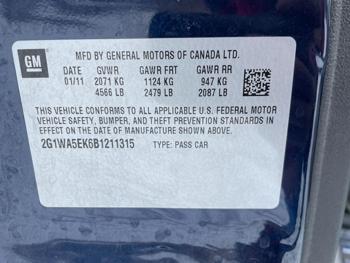 GM
MFD BY GENERAL MOTORS OF CANADA LTD.
DATE GVWR GAWR FRT GAWR RR
01/11 2071 KG 1124 KG 947 KG
4566 LB 2479 LB 2087 LB
THIS VEHICLE CONFORMS TO ALL APPLICABLE U.S. FEDERAL MOTOR
VEHICLE SAFETY, BUMPER, AND THEFT PREVENTION STANDARDS
IN EFFECT ON THE DATE OF MANUFACTURE SHOWN ABOVE.
2G1WA5EK6B1211315 TYPE: PASS CAR